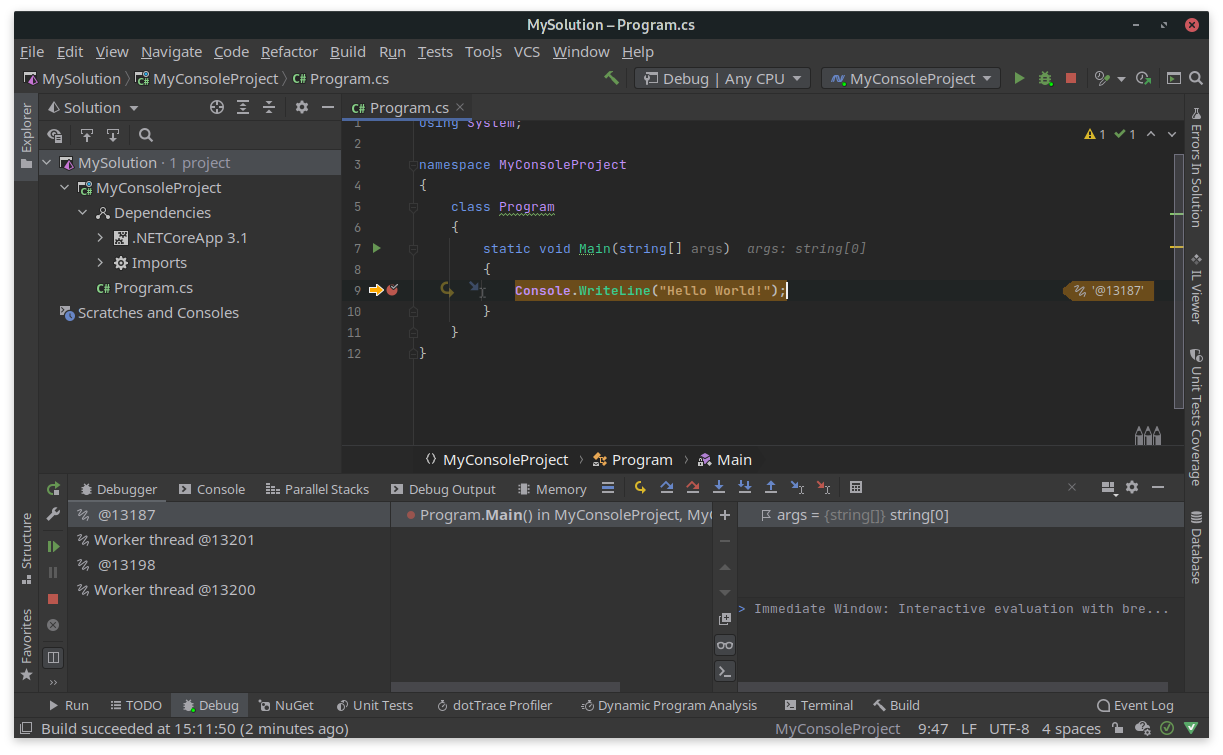 MySolution – Program.cs
File Edit View Navigate Code Refactor Build Run Tests Tools VCS Window Help
MySolution MyConsoleProject C# Program.cs Debug | Any CPU MyConsoleProject
Explorer
Solution
C# Program.cs
MySolution · 1 project
MyConsoleProject
Dependencies
.NETCoreApp 3.1
Imports
C# Program.cs
Scratches and Consoles
1 using System;
2
3 namespace MyConsoleProject
4 {
5 class Program
6 {
7 static void Main(string[] args) args: string[0]
8 {
9 Console.WriteLine("Hello World!"); '@13187'
10 }
11 }
12 }
1 1
Errors In Solution
IL Viewer
Unit Tests Coverage
Database
MyConsoleProject Program Main
Debugger Console Parallel Stacks Debug Output Memory
Structure
Favorites
@13187
Worker thread @13201
@13198
Worker thread @13200
Program.Main() in MyConsoleProject, MyC
args = {string[]} string[0]
> Immediate Window: Interactive evaluation with bre...
Run TODO Debug NuGet Unit Tests dotTrace Profiler Dynamic Program Analysis Terminal Build Event Log
Build succeeded at 15:11:50 (2 minutes ago) MyConsoleProject 9:47 LF UTF-8 4 spaces